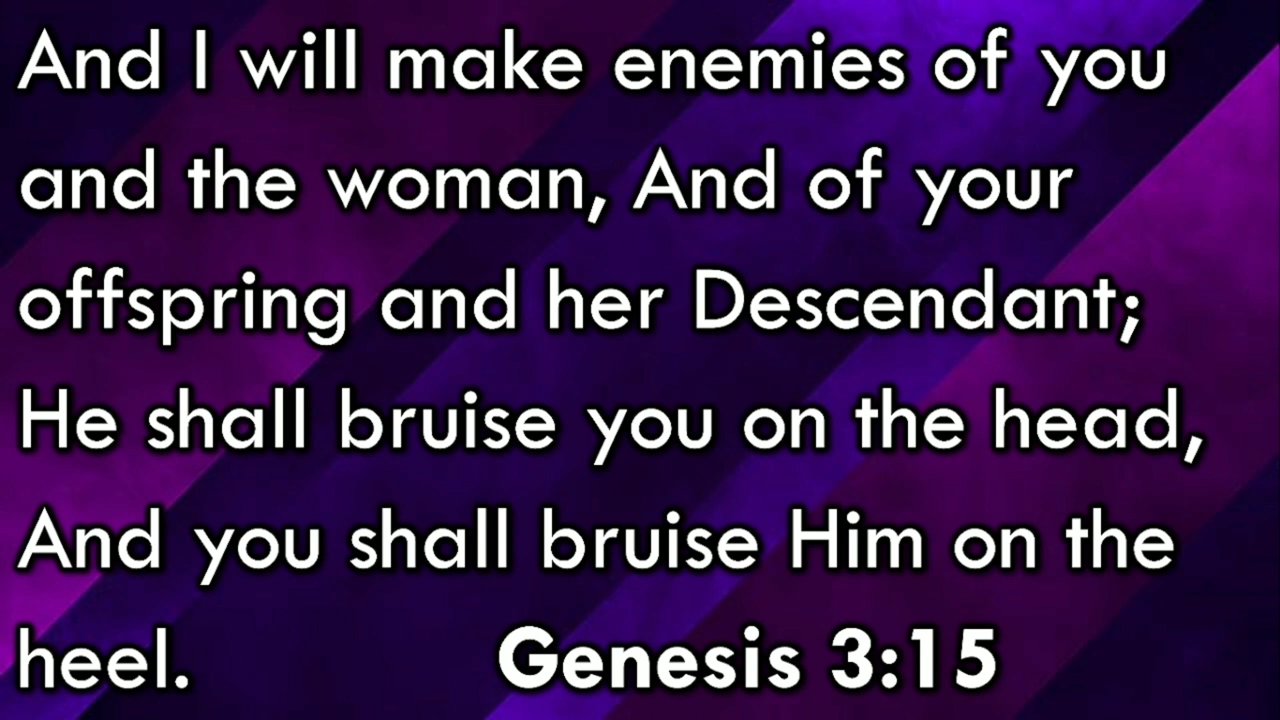 And I will make enemies of you
and the woman, And of your
offspring and her Descendant;
He shall bruise you on the head,
And you shall bruise Him on the
heel. Genesis 3:15